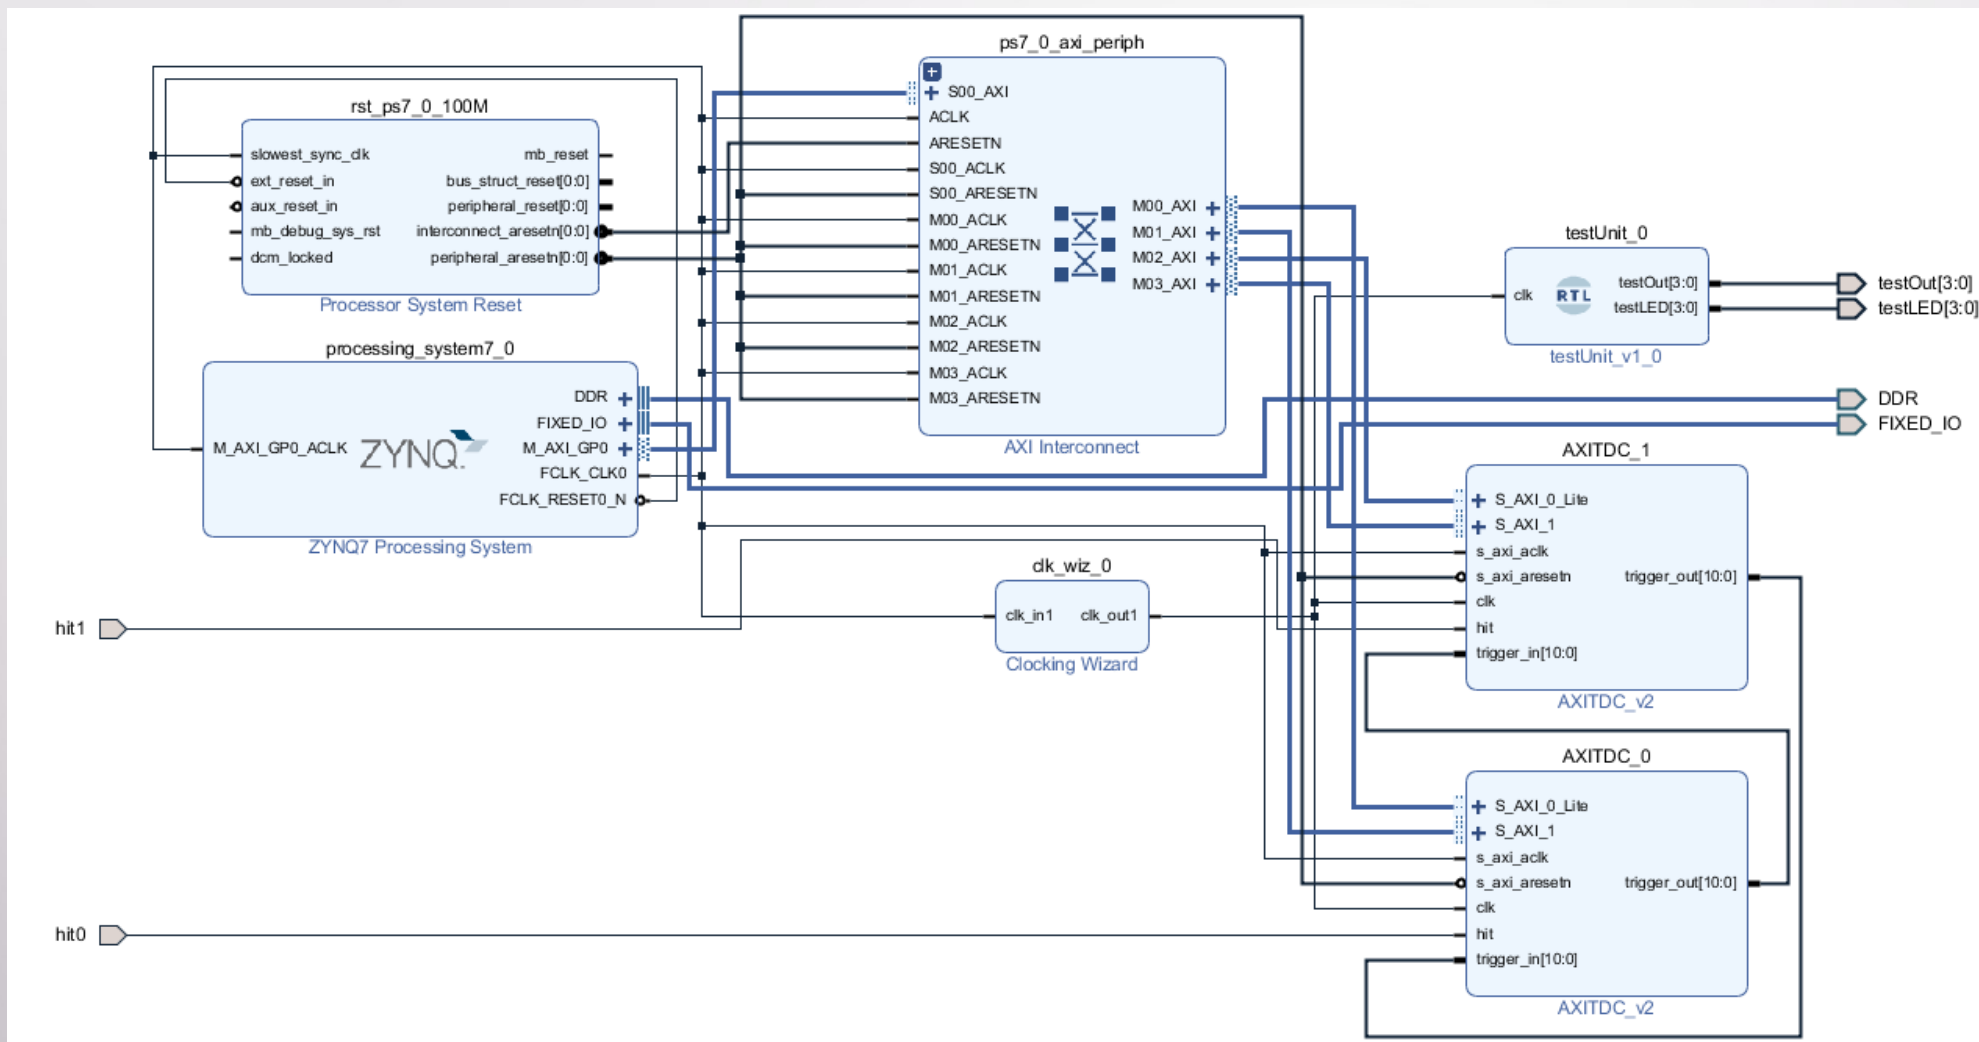 ps7_0_axi_periph
S00_AXI
ACLK
ARESETN
S00_ACLK
S00_ARESETN
M00_ACLK
M00_ARESETN
M01_ACLK
M01_ARESETN
M02_ACLK
M02_ARESETN
M03_ACLK
M03_ARESETN
M00_AXI
M01_AXI
M02_AXI
M03_AXI
AXI Interconnect
rst_ps7_0_100M
slowest_sync_clk
ext_reset_in
aux_reset_in
mb_debug_sys_rst
dcm_locked
mb_reset
bus_struct_reset[0:0]
peripheral_reset[0:0]
interconnect_aresetn[0:0]
peripheral_aresetn[0:0]
Processor System Reset
processing_system7_0
M_AXI_GP0_ACLK
ZYNQ.
DDR
FIXED_IO
M_AXI_GP0
FCLK_CLK0
FCLK_RESET0_N
ZYNQ7 Processing System
testUnit_0
clk
RTL
testOut[3:0]
testLED[3:0]
testUnit_v1_0
testOut[3:0]
testLED[3:0]
DDR
FIXED_IO
clk_wiz_0
clk_in1
clk_out1
Clocking Wizard
AXITDC_1
S_AXI_0_Lite
S_AXI_1
s_axi_aclk
s_axi_aresetn
clk
hit
trigger_in[10:0]
trigger_out[10:0]
AXITDC_v2
AXITDC_0
S_AXI_0_Lite
S_AXI_1
s_axi_aclk
s_axi_aresetn
clk
hit
trigger_in[10:0]
trigger_out[10:0]
AXITDC_v2
hit1
hit0